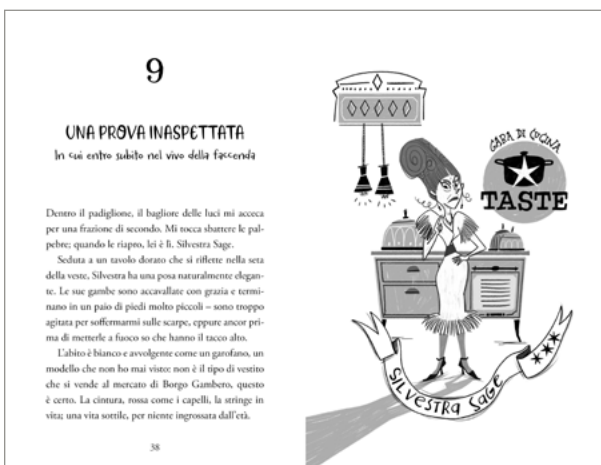 9
UNA PROVA INASPETTATA
In cui entro subito nel vivo della faccenda
Dentro il padiglione, il bagliore delle luci mi acceca
per una frazione di secondo. Mi tocca sbattere le pal-
pebre; quando le riapro, lei è lì. Silvestra Sage.
Seduta a un tavolo dorato che si riflette nella seta
della veste, Silvestra ha una posa naturalmente elegan-
te. Le sue gambe sono accavallate con grazia e termi-
nano in un paio di piedi molto piccoli – sono troppo
agitata per soffermarmi sulle scarpe, eppure ancor pri-
ma di metterle a fuoco so che hanno il tacco alto.
L'abito è bianco e avvolgente come un garofano, un
modello che non ho mai visto: non è il tipo di vestito
che si vende al mercato di Borgo Gambero, questo
è certo. La cintura, rossa come i capelli, la stringe in
vita; una vita sottile, per niente ingrossata dall'età.
38
GARA DI CUCINA
TASTE
SILVESTRA SAGE